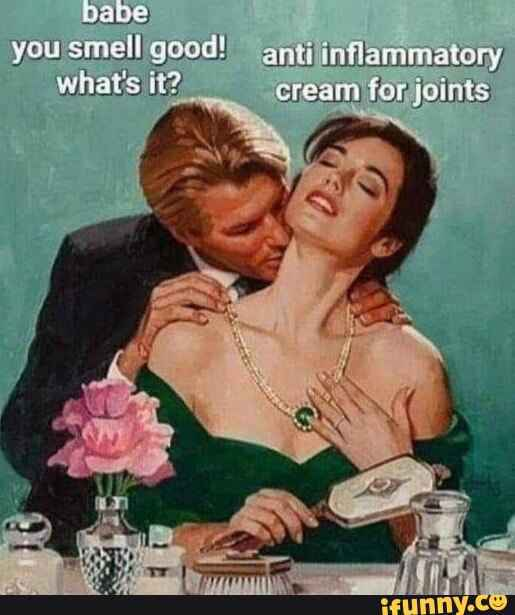 babe
you smell good!
what's it?
anti inflammatory
cream for joints
ifunny.co